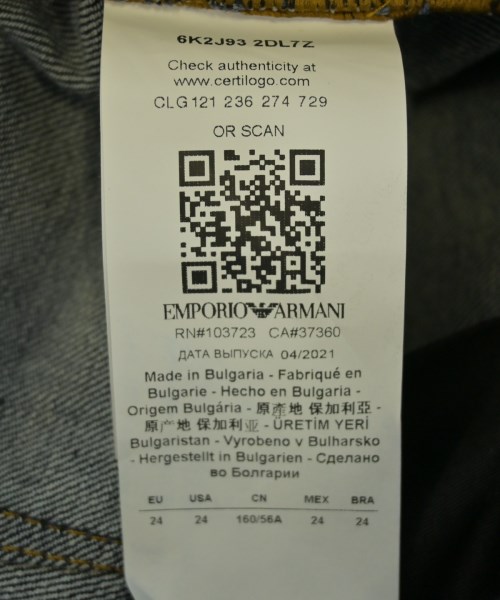 6K2J93 2DL7Z
Check authenticity at
www.certilogo.com
CLG 121 236 274 729
OR SCAN
EMPORIO ARMANI
RN#103723 CA#37360
ДАТА ВЫПУСКА 04/2021
Made in Bulgaria - Fabriqué en
Bulgarie - Hecho en Bulgaria -
Origem Bulgária - 原產地 保加利亞 -
原产地 保加利亚 - ÜRETİM YERİ
Bulgaristan - Vyrobeno v Bulharsko
- Hergestellt in Bulgarien - Сделано
во Болгарии
EU USA CN MEX BRA
24 24 160/56A 24 24